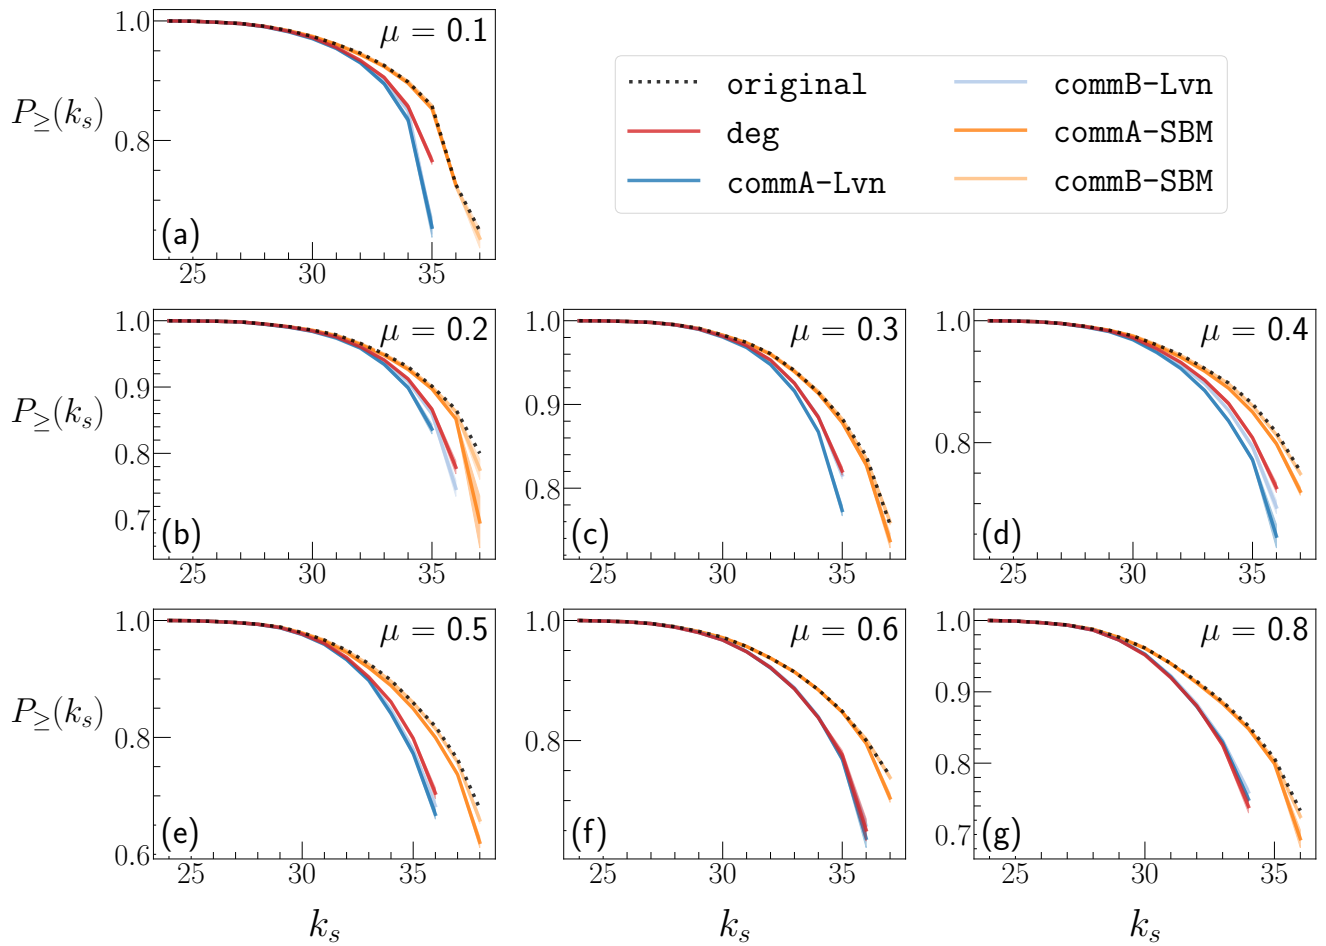 1.0
μ = 0.1
P≥(ks)
0.8
(a)
25 30 35
original
deg
commA-Lvn
commB-Lvn
commA-SBM
commB-SBM
1.0
μ = 0.2
0.9
P≥(ks)
0.8
0.7
(b)
25 30 35
1.0
μ = 0.3
0.9
0.8
(c)
25 30 35
1.0
μ = 0.4
0.8
(d)
25 30 35
1.0
μ = 0.5
P≥(ks)
0.8
0.6
(e)
25 30 35
ks
1.0
μ = 0.6
0.8
(f)
25 30 35
ks
1.0
μ = 0.8
0.9
0.8
0.7
(g)
25 30 35
ks